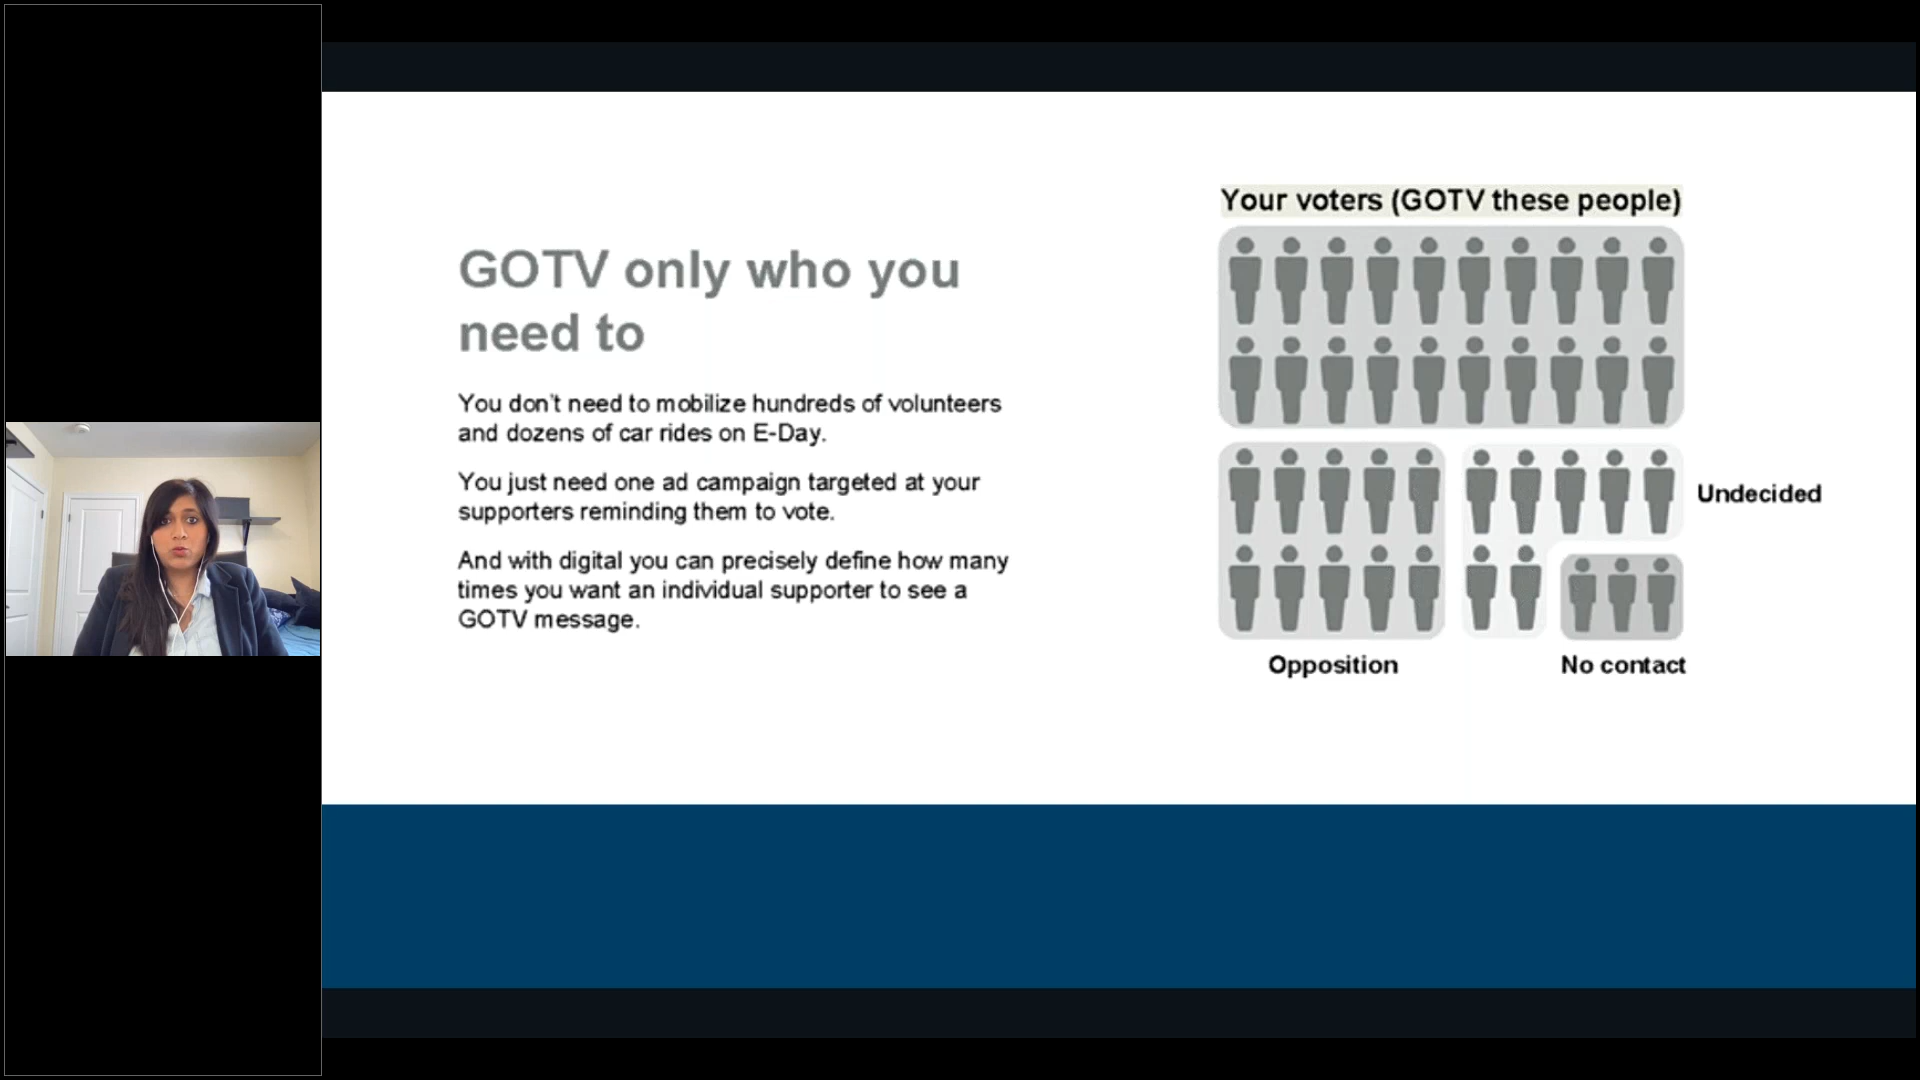 GOTV only who you
need to
You don't need to mobilize hundreds of volunteers
and dozens of car rides on E-Day.
You just need one ad campaign targeted at your
supporters reminding them to vote.
And with digital you can precisely define how many
times you want an individual supporter to see a
GOTV message.
Your voters (GOTV these people)
Undecided
Opposition
No contact